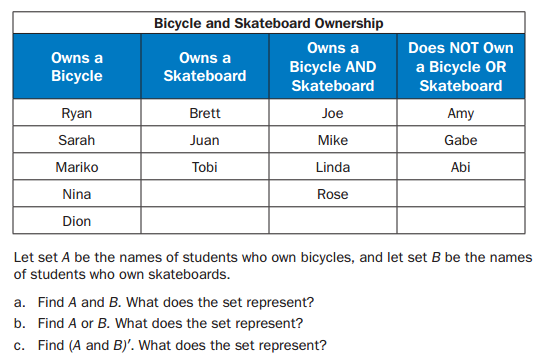 Bicycle and Skateboard Ownership
Owns a
Bicycle
Owns a
Skateboard
Owns a
Bicycle AND
Skateboard
Does NOT Own
a Bicycle OR
Skateboard
Ryan Brett Joe Amy
Sarah Juan Mike Gabe
Mariko Tobi Linda Abi
Nina Rose
Dion
Let set A be the names of students who own bicycles, and let set B be the names
of students who own skateboards.
a. Find A and B. What does the set represent?
b. Find A or B. What does the set represent?
c. Find (A and B)′. What does the set represent?